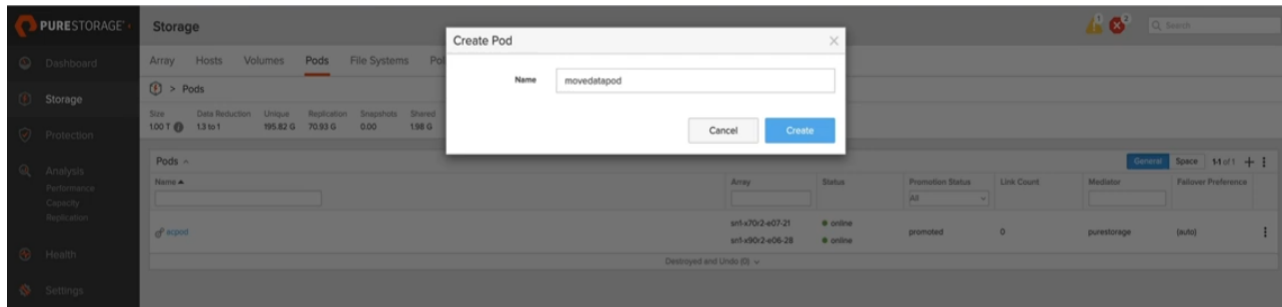 PURESTORAGE®
Storage
1
2
Search
Create Pod
Name
movedatapod
Cancel
Create
Dashboard
Storage
Protection
Analysis
Performance
Capacity
Replication
Health
Settings
Array Hosts Volumes Pods File Systems Pol
> Pods
Size Data Reduction Unique Replication Snapshots Shared
1.00 T 1.3 to 1 195.82 G 70.93 G 0.00 1.98 G
Pods
General Space 1-1 of 1
Name Array Status Promotion Status Link Count Mediator Failover Preference
All
acpod
sn1-x70r2-e07-21 online
sn1-x90r2-e06-28 online
promoted 0 purestorage (auto)
Destroyed and Undo (0)